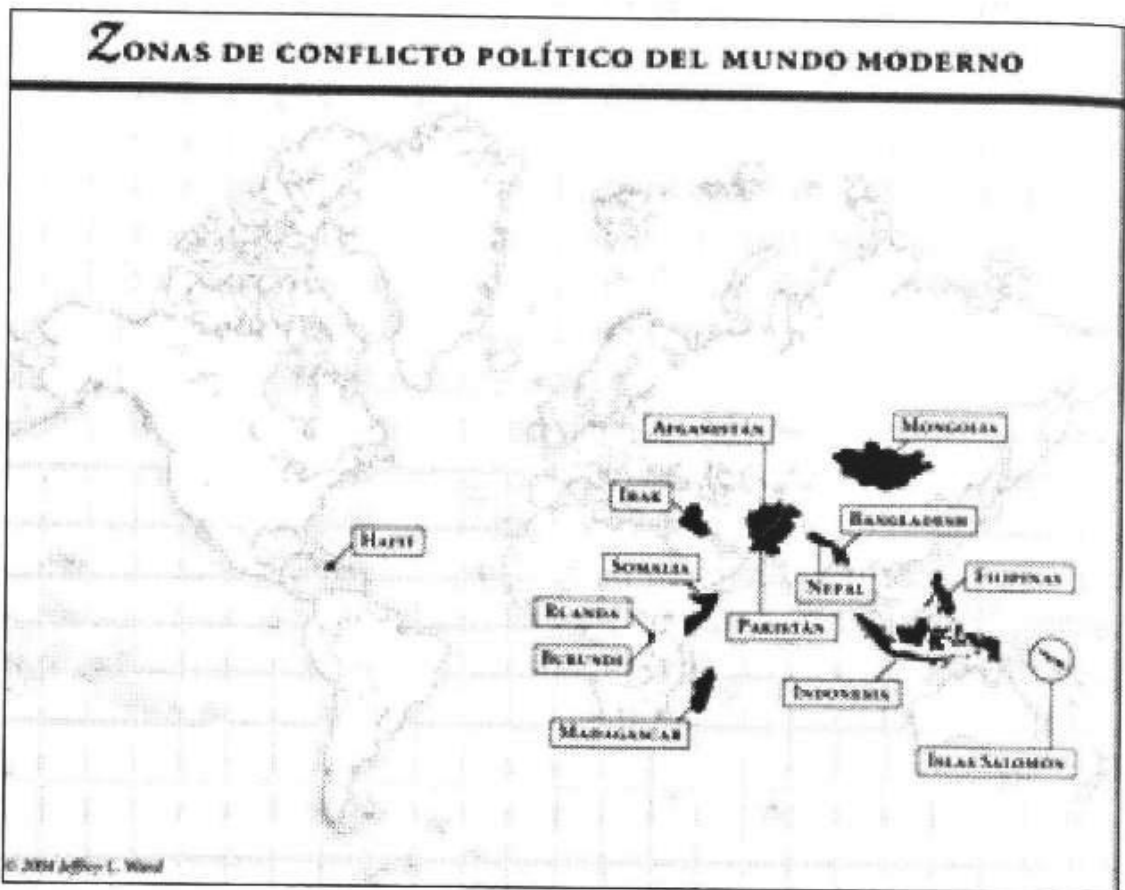 ZONAS DE CONFLICTO POLÍTICO DEL MUNDO MODERNO
AFGANISTÁN
MONGOLIA
IRAK
BANGLADESH
HAITÍ
SOMALIA
NEPAL
FILIPINAS
RUANDA
PAKISTÁN
BURUNDI
INDONESIA
MADAGASCAR
ISLAS SALOMÓN
© 2004 Jeffrey L. Ward